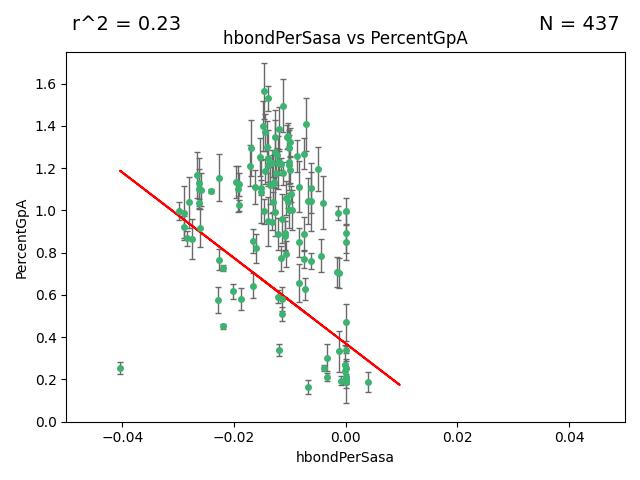 r^2 = 0.23
N = 437
hbondPerSasa vs PercentGpA
1.6
1.4
1.2
1.0
0.8
0.6
0.4
0.2
0.0
PercentGpA
−0.04
−0.02
0.00
0.02
0.04
hbondPerSasa